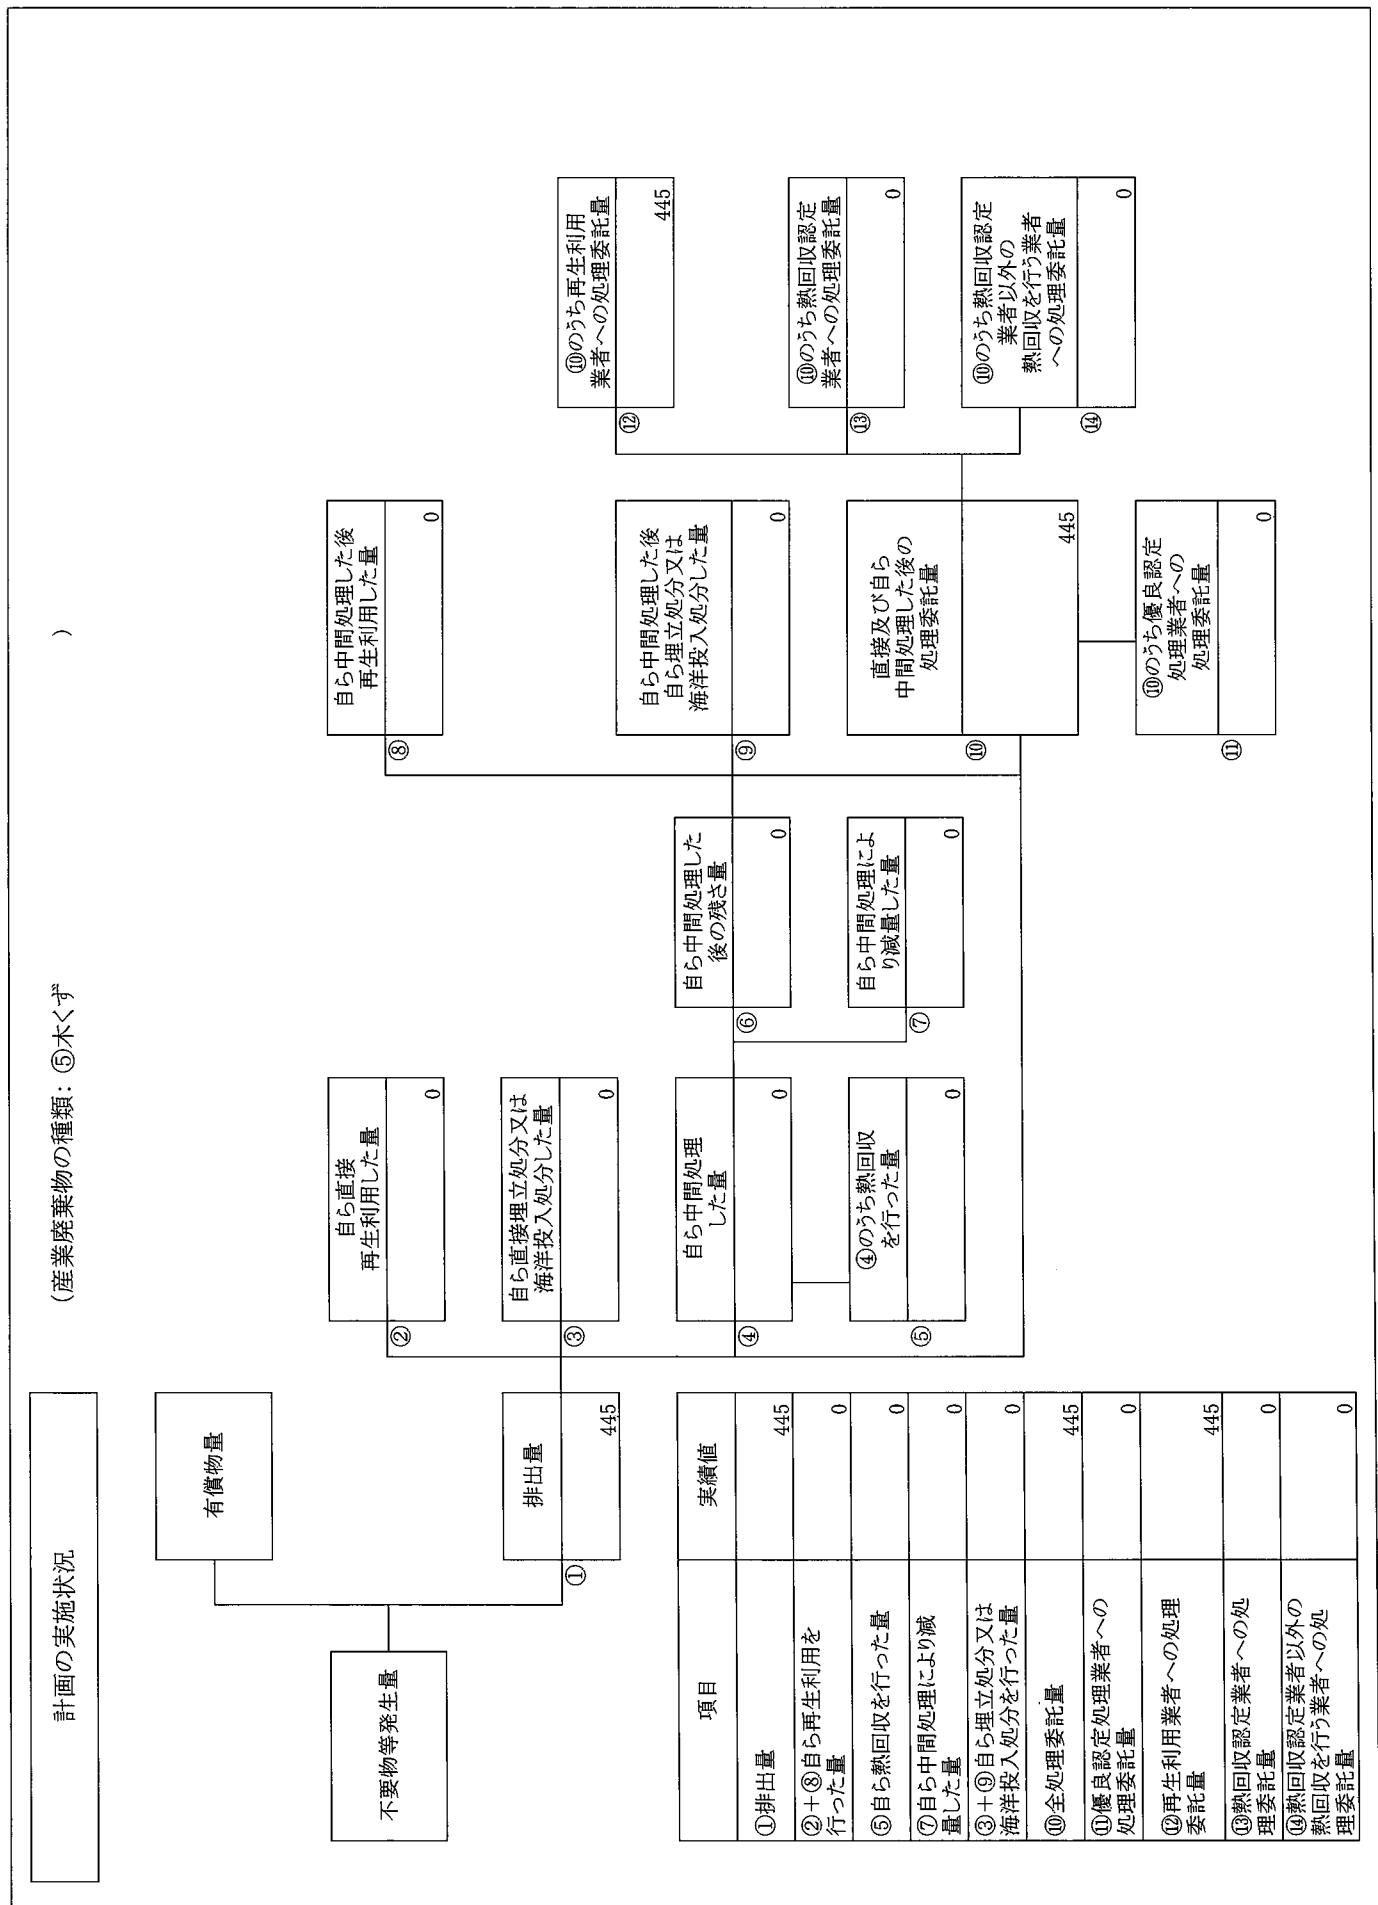 計画の実施状況
(産業廃棄物の種類：⑤木くず )
不要物等発生量
有償物量
①
排出量
445
②
自ら直接
再生利用した量
0
③
自ら直接埋立処分又は
海洋投入処分した量
0
④
自ら中間処理
した量
0
⑤
④のうち熱回収
を行った量
0
⑥
自ら中間処理した
後の残さ量
0
⑦
自ら中間処理によ
り減量した量
0
⑧
自ら中間処理した後
再生利用した量
0
⑨
自ら中間処理した後
自ら埋立処分又は
海洋投入処分した量
0
⑩
直接及び自ら
中間処理した後の
処理委託量
445
⑪
⑩のうち優良認定
処理業者への
処理委託量
0
⑫
⑩のうち再生利用
業者への処理委託量
445
⑬
⑩のうち熱回収認定
業者への処理委託量
0
⑭
⑩のうち熱回収認定
業者以外の
熱回収を行う業者
への処理委託量
0
項目 実績値
①排出量 445
②＋⑧自ら再生利用を
行った量 0
⑤自ら熱回収を行った量 0
⑦自ら中間処理により減
量した量 0
③＋⑨自ら埋立処分又は
海洋投入処分を行った量 0
⑩全処理委託量 445
⑪優良認定処理業者への
処理委託量 0
⑫再生利用業者への処理
委託量 445
⑬熱回収認定業者への処
理委託量 0
⑭熱回収認定業者以外の
熱回収を行う業者への処
理委託量 0